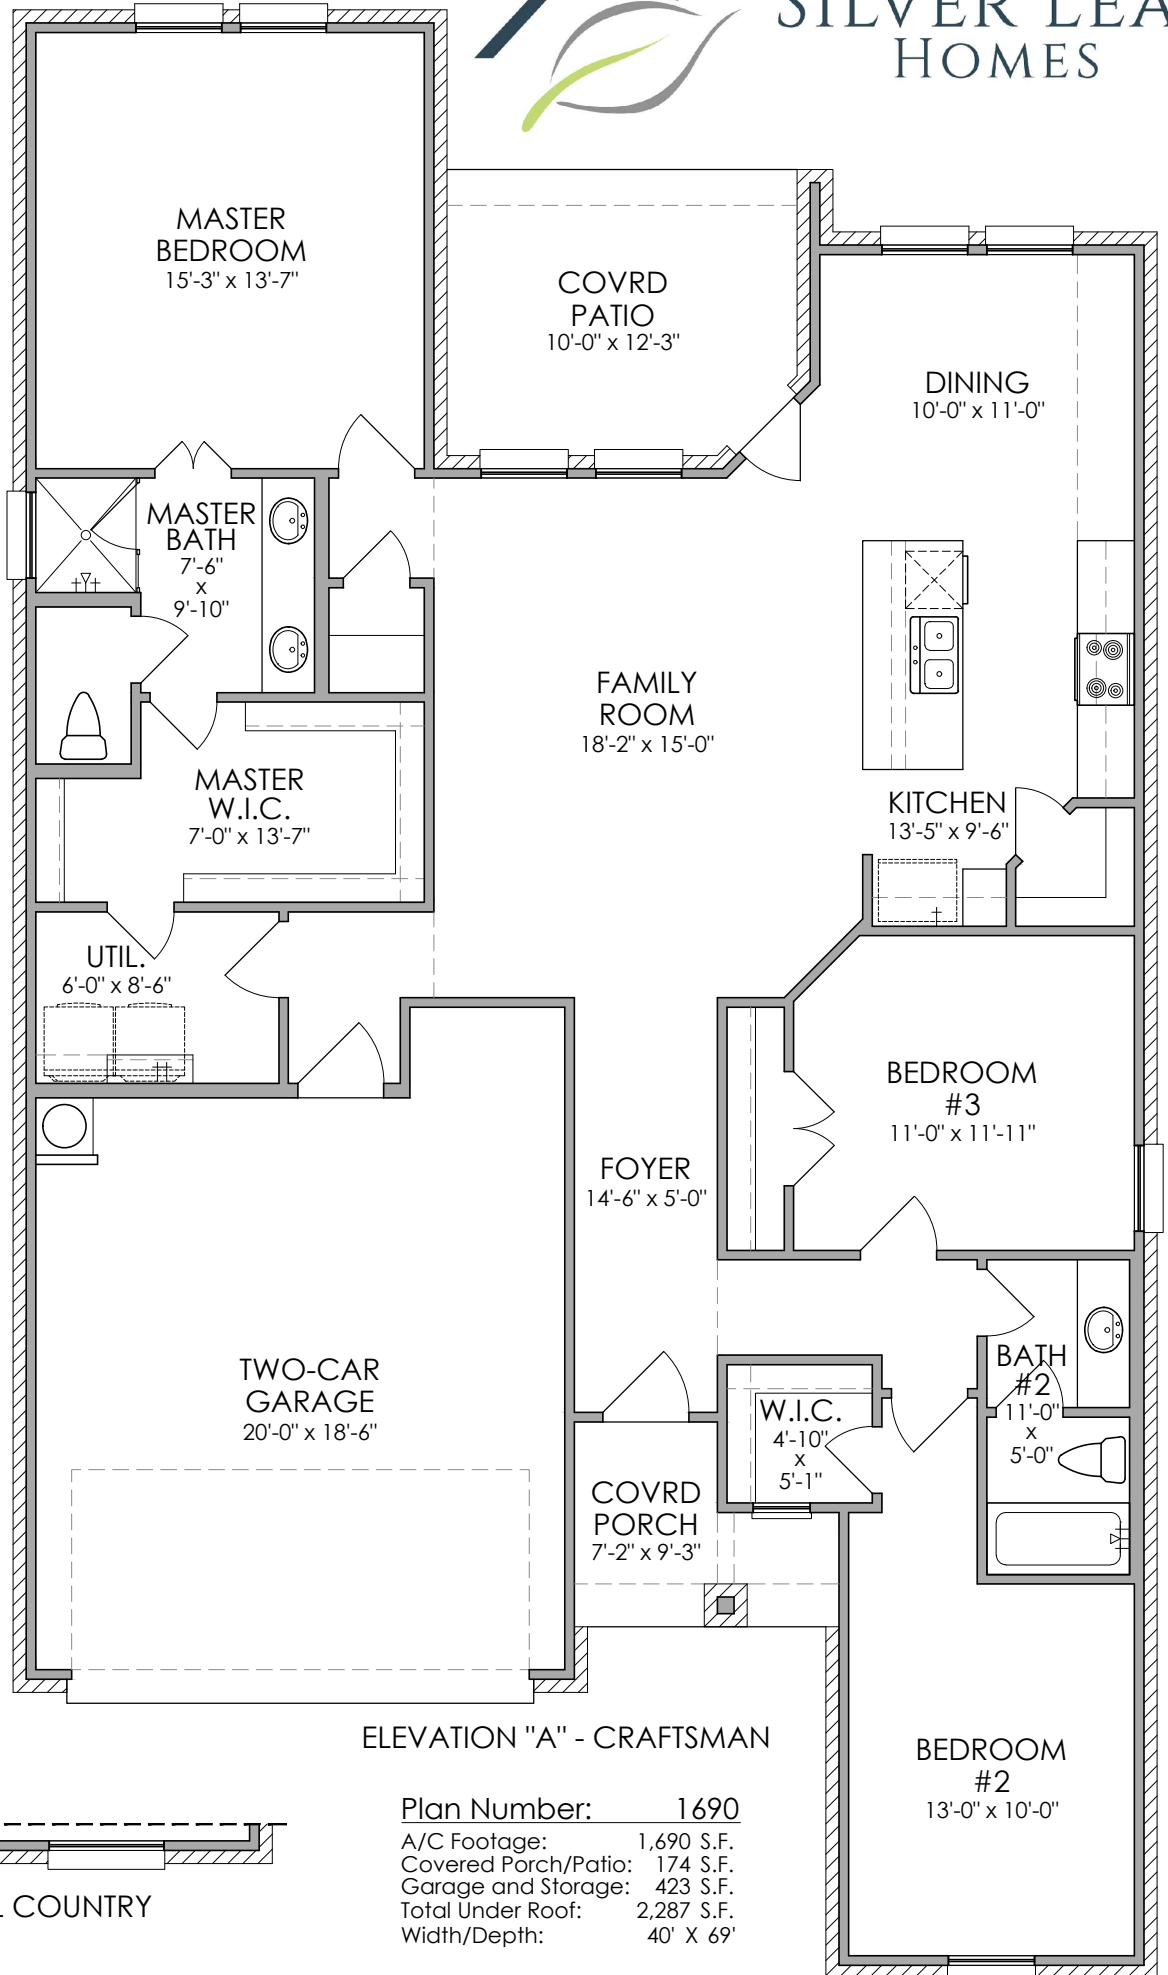 SILVER LEA
HOMES
MASTER
BEDROOM
15'-3" x 13'-7"
COVRD
PATIO
10'-0" x 12'-3"
DINING
10'-0" x 11'-0"
MASTER
BATH
7'-6"
x
9'-10"
FAMILY
ROOM
18'-2" x 15'-0"
MASTER
W.I.C.
7'-0" x 13'-7"
KITCHEN
13'-5" x 9'-6"
UTIL.
6'-0" x 8'-6"
BEDROOM
#3
11'-0" x 11'-11"
FOYER
14'-6" x 5'-0"
TWO-CAR
GARAGE
20'-0" x 18'-6"
BATH
#2
11'-0"
x
5'-0"
W.I.C.
4'-10"
x
5'-1"
COVRD
PORCH
7'-2" x 9'-3"
ELEVATION "A" - CRAFTSMAN
BEDROOM
#2
13'-0" x 10'-0"
Plan Number: 1690
A/C Footage: 1,690 S.F.
Covered Porch/Patio: 174 S.F.
Garage and Storage: 423 S.F.
Total Under Roof: 2,287 S.F.
Width/Depth: 40' X 69'
COUNTRY